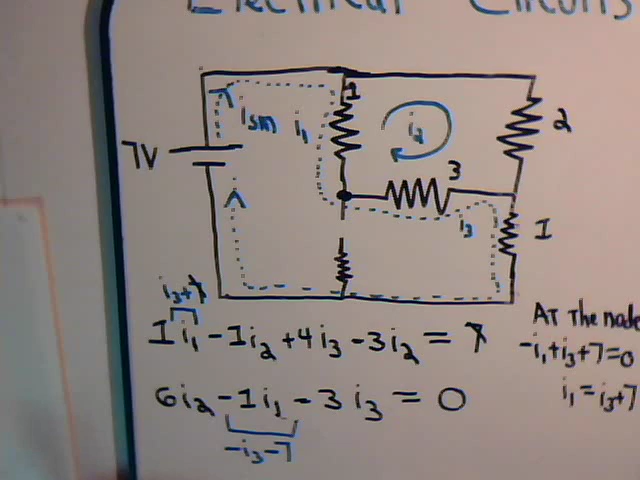 Electrical Circuits
1
2
7V
ism
i1
i2
3
i3
1
i3+7
1i1 -1i2 +4i3 -3i2 = 7
6i2 -1i1 -3i3 = 0
-i3-7
AT The node
-i1+i3+7=0
i1=i3+7